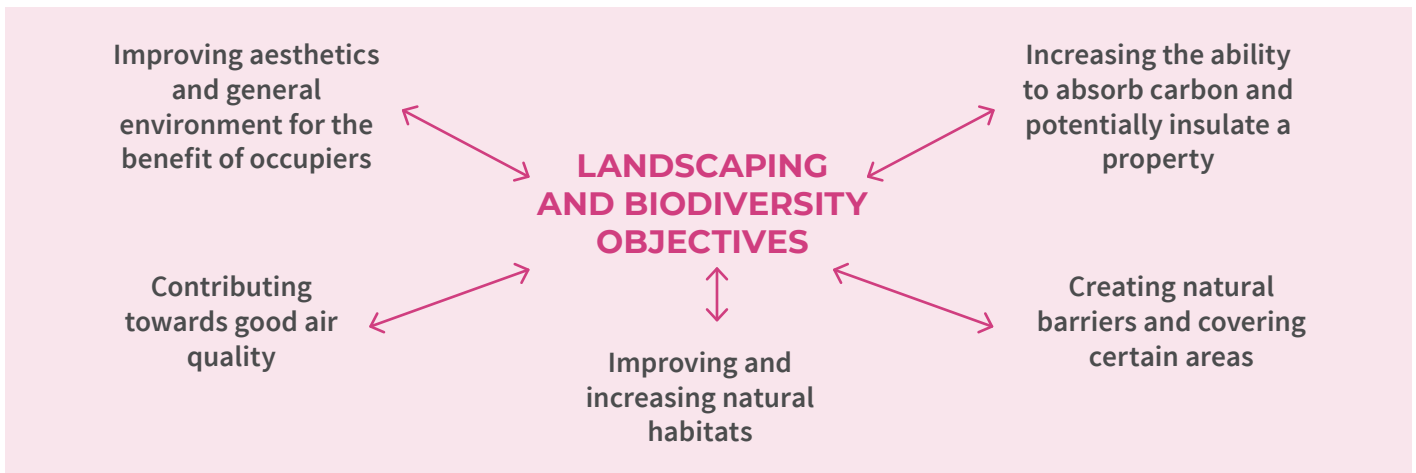 Improving aesthetics
and general
environment for the
benefit of occupiers
Increasing the ability
to absorb carbon and
potentially insulate a
property
LANDSCAPING
AND BIODIVERSITY
OBJECTIVES
Contributing
towards good air
quality
Improving and
increasing natural
habitats
Creating natural
barriers and covering
certain areas